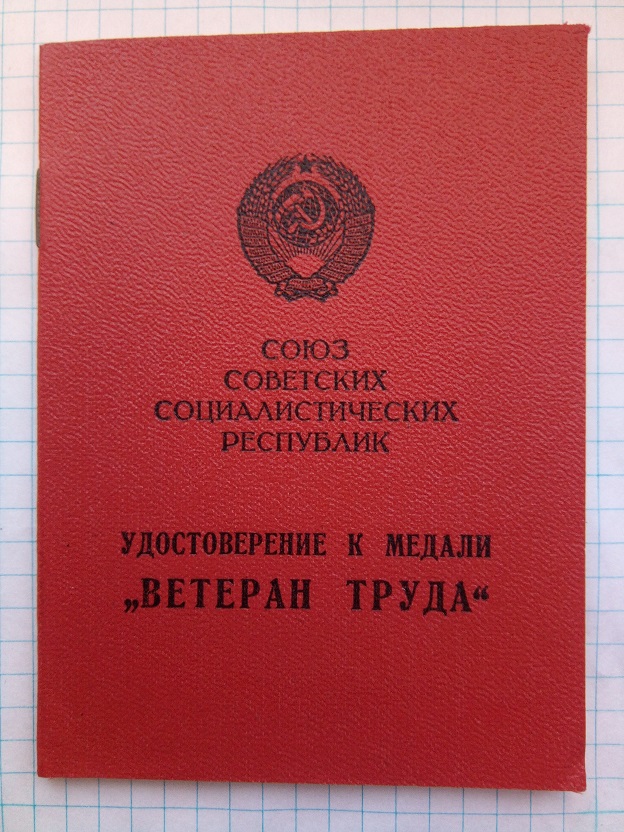 СОЮЗ
СОВЕТСКИХ
СОЦИАЛИСТИЧЕСКИХ
РЕСПУБЛИК
УДОСТОВЕРЕНИЕ К МЕДАЛИ
„ВЕТЕРАН ТРУДА“